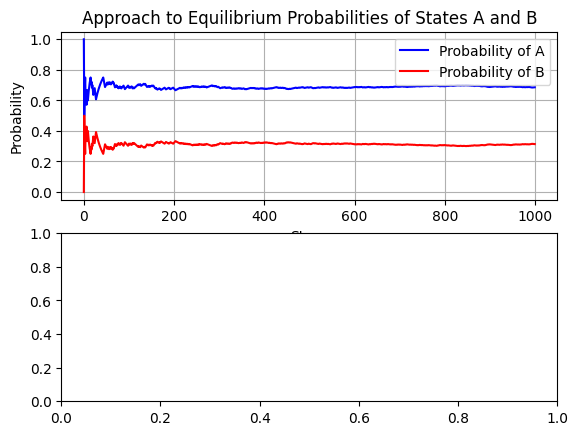 Approach to Equilibrium Probabilities of States A and B
1.0
0.8
0.6
0.4
0.2
0.0
Probability
Probability of A
Probability of B
0 200 400 600 800 1000
1.0
0.8
0.6
0.4
0.2
0.0
0.0 0.2 0.4 0.6 0.8 1.0